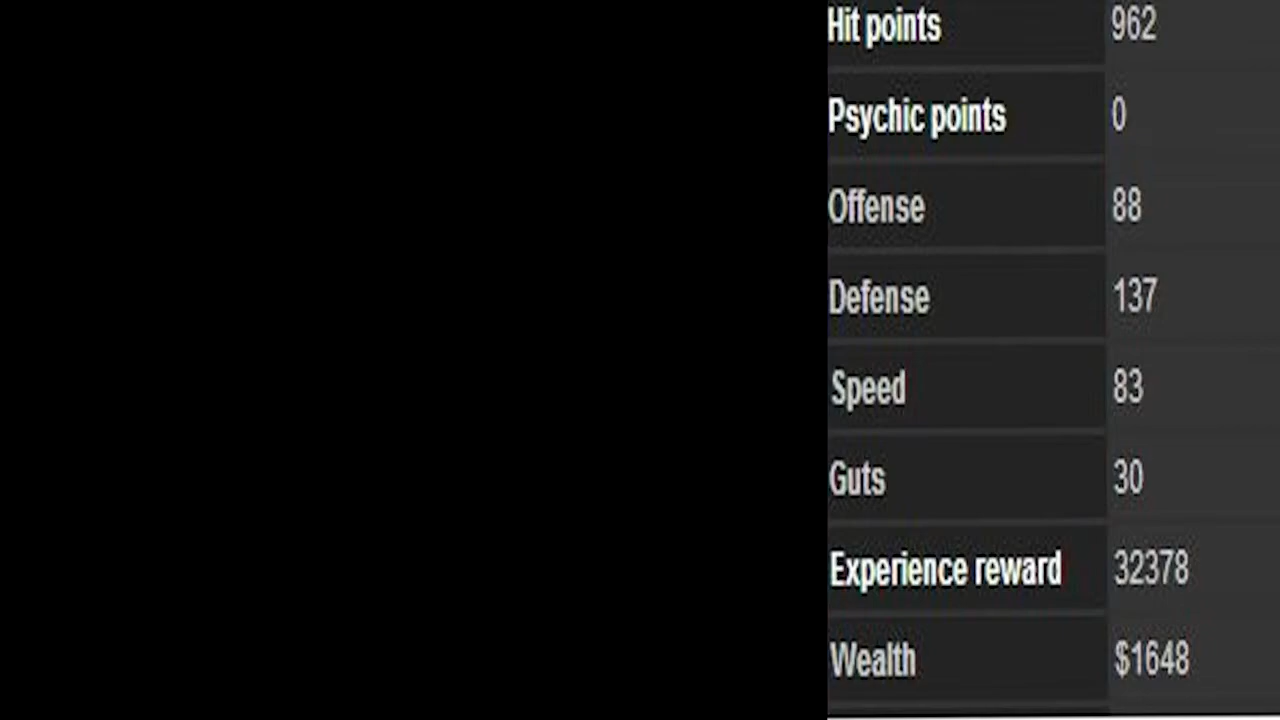 Hit points 962
Psychic points 0
Offense 88
Defense 137
Speed 83
Guts 30
Experience reward 32378
Wealth $1648